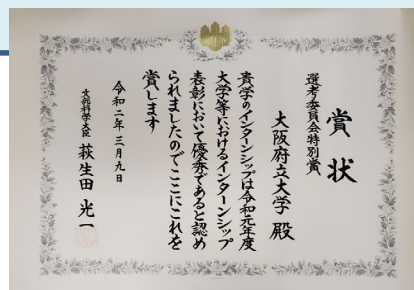 賞状
選考委員会特別賞
大阪府立大学 殿
貴学のインターンシップは令和元年度
大学等におけるインターンシップ
表彰において優秀であると認め
られましたのでここにこれを
賞します
令和二年三月九日
文部科学大臣 萩生田 光一